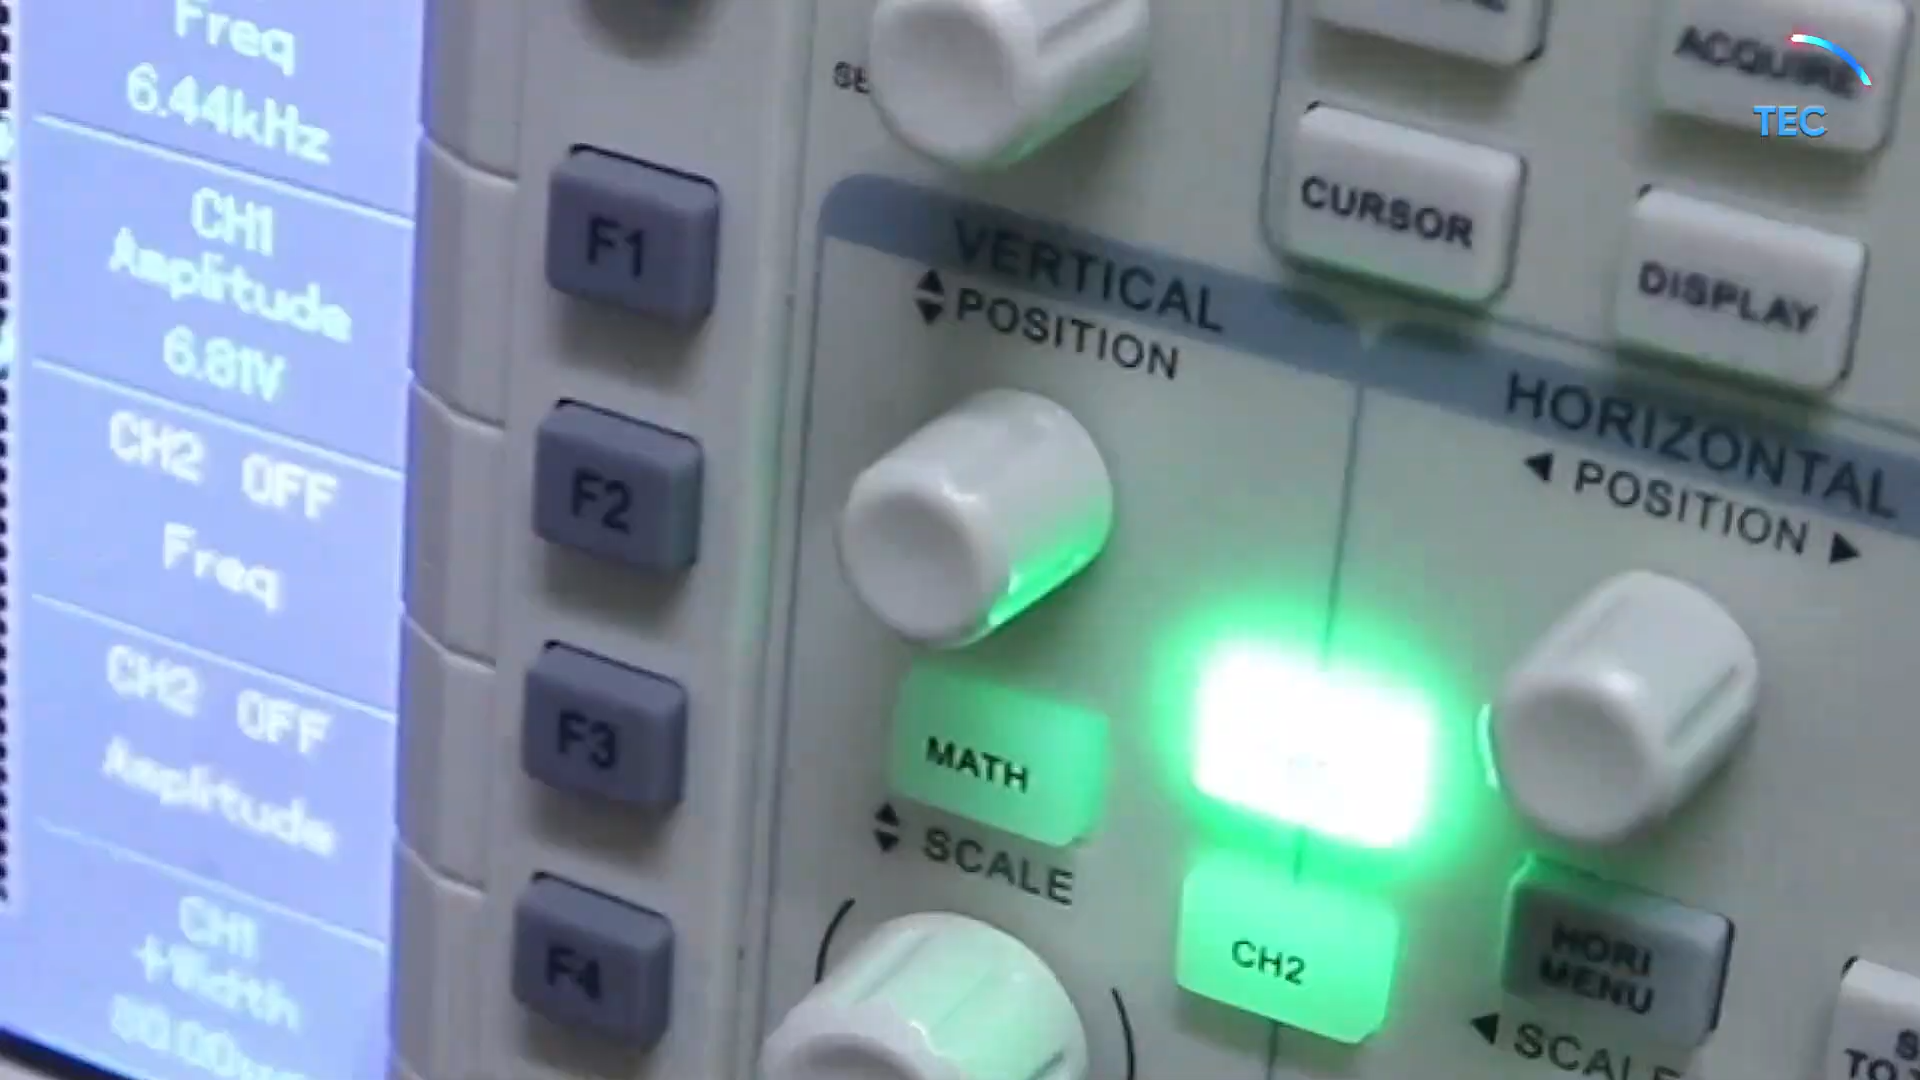 Freq
6.44kHz
CH1
Amplitude
6.81V
CH2 OFF
Freq
CH2 OFF
Amplitude
CH1
+Width
F1
F2
F3
F4
VERTICAL
POSITION
MATH
SCALE
CH2
CURSOR
ACQUIRE
DISPLAY
HORIZONTAL
POSITION
HORI
MENU
TEC